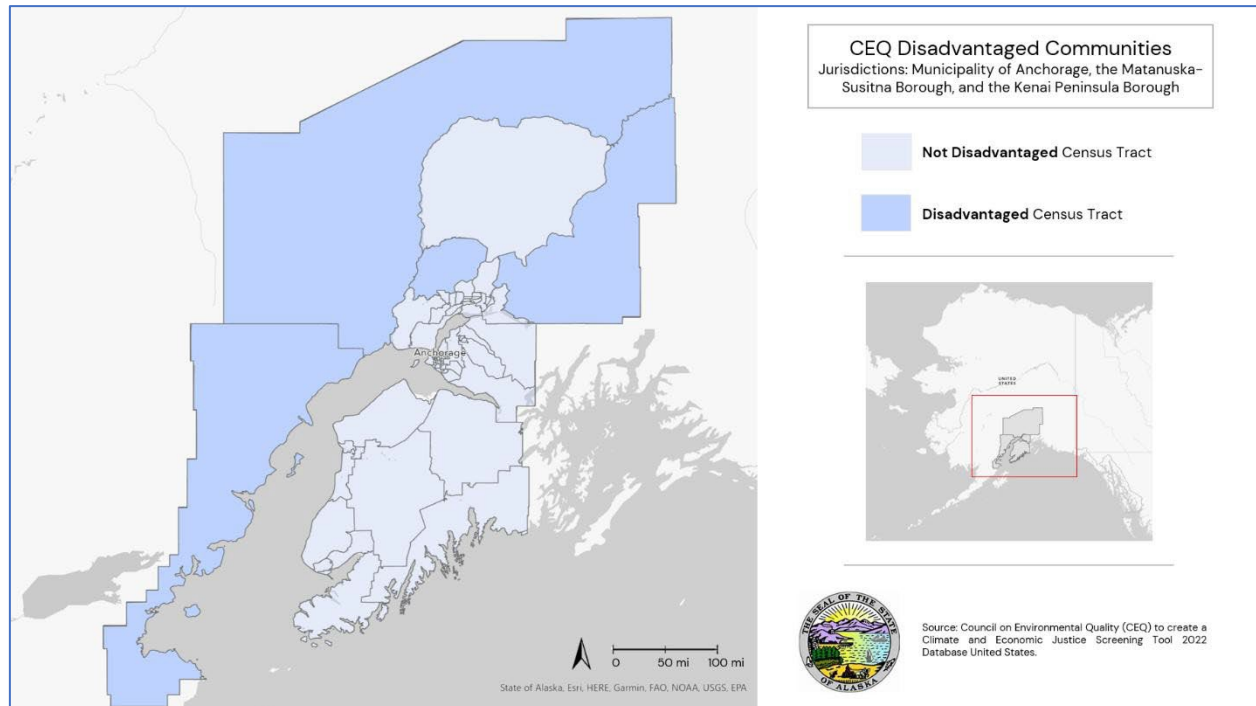 CEQ Disadvantaged Communities
Jurisdictions: Municipality of Anchorage, the Matanuska-
Susitna Borough, and the Kenai Peninsula Borough
Not Disadvantaged Census Tract
Disadvantaged Census Tract
Anchorage
UNITED
STATES
0 50 mi 100 mi
State of Alaska, Esri, HERE, Garmin, FAO, NOAA, USGS, EPA
THE SEAL OF THE STATE
OF ALASKA
Source: Council on Environmental Quality (CEQ) to create a
Climate and Economic Justice Screening Tool 2022
Database United States.